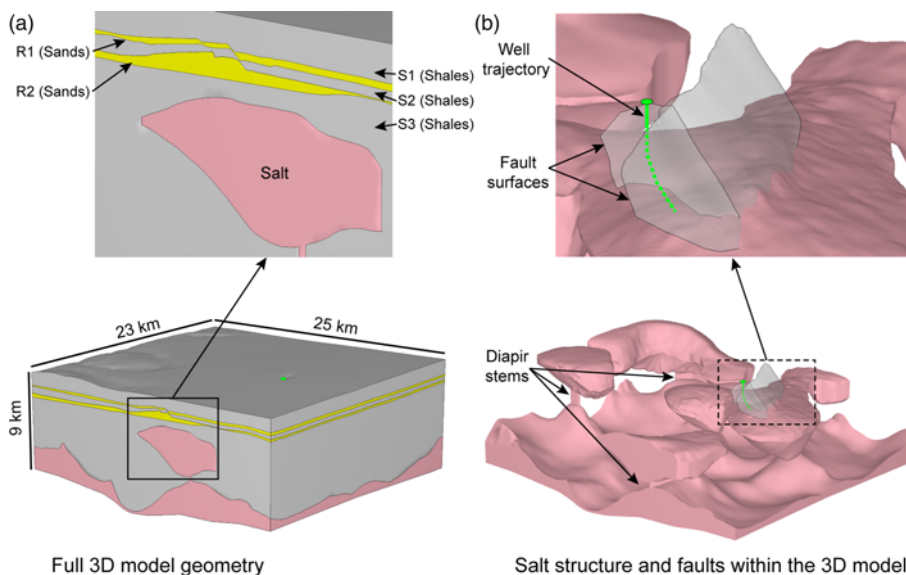 (a)
R1 (Sands)
R2 (Sands)
S1 (Shales)
S2 (Shales)
S3 (Shales)
Salt
23 km
25 km
9 km
Full 3D model geometry
(b)
Well
trajectory
Fault
surfaces
Diapir
stems
Salt structure and faults within the 3D model